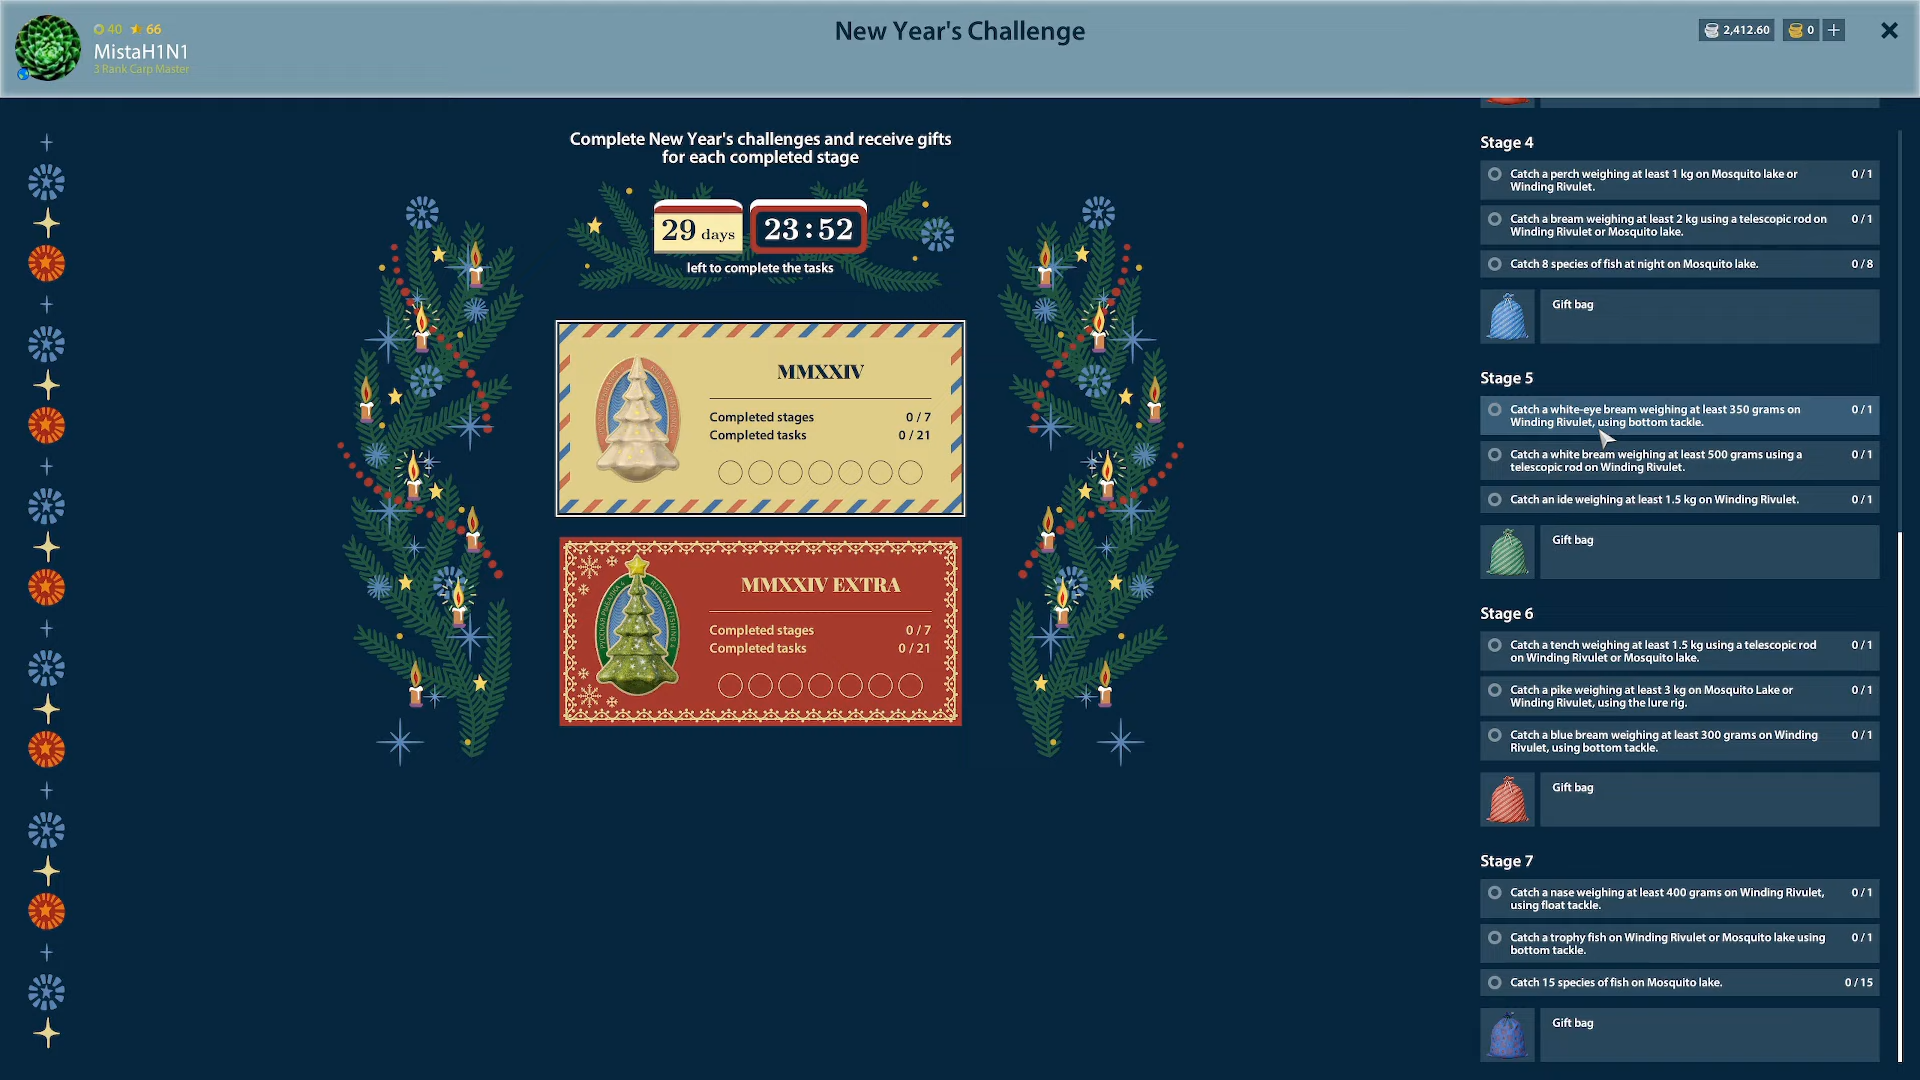 40 66
MistaH1N1
3 Rank Carp Master
New Year's Challenge
2,412.60
0
Complete New Year's challenges and receive gifts
for each completed stage
29 days
23:52
left to complete the tasks
MMXXIV
Completed stages 0 / 7
Completed tasks 0 / 21
MMXXIV EXTRA
Completed stages 0 / 7
Completed tasks 0 / 21
Stage 4
Catch a perch weighing at least 1 kg on Mosquito lake or 0 / 1
Winding Rivulet.
Catch a bream weighing at least 2 kg using a telescopic rod on 0 / 1
Winding Rivulet or Mosquito lake.
Catch 8 species of fish at night on Mosquito lake. 0 / 8
Gift bag
Stage 5
Catch a white-eye bream weighing at least 350 grams on 0 / 1
Winding Rivulet, using bottom tackle.
Catch a white bream weighing at least 500 grams using a 0 / 1
telescopic rod on Winding Rivulet.
Catch an ide weighing at least 1.5 kg on Winding Rivulet. 0 / 1
Gift bag
Stage 6
Catch a tench weighing at least 1.5 kg using a telescopic rod 0 / 1
on Winding Rivulet or Mosquito lake.
Catch a pike weighing at least 3 kg on Mosquito Lake or 0 / 1
Winding Rivulet, using the lure rig.
Catch a blue bream weighing at least 300 grams on Winding 0 / 1
Rivulet, using bottom tackle.
Gift bag
Stage 7
Catch a nase weighing at least 400 grams on Winding Rivulet, 0 / 1
using float tackle.
Catch a trophy fish on Winding Rivulet or Mosquito lake using 0 / 1
bottom tackle.
Catch 15 species of fish on Mosquito lake. 0 / 15
Gift bag